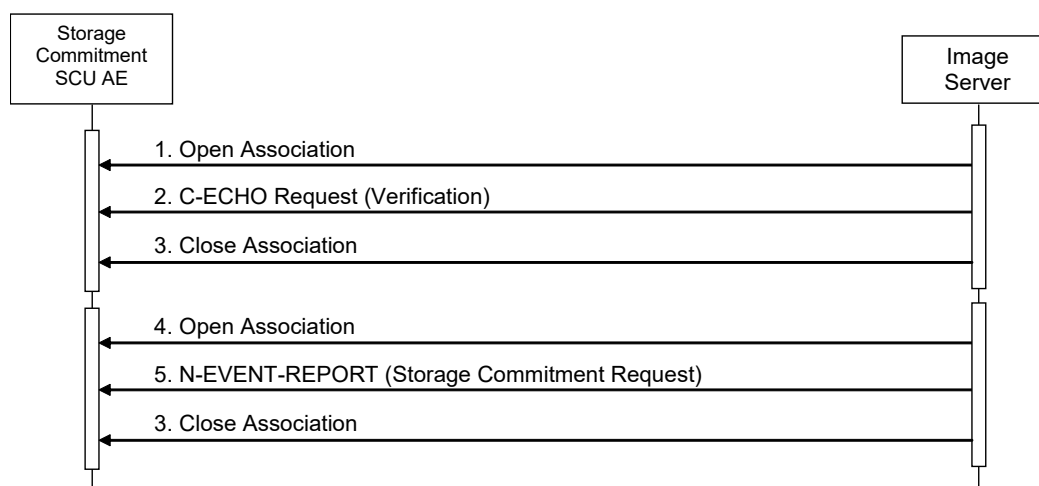 Storage
Commitment
SCU AE
Image
Server
1. Open Association
2. C-ECHO Request (Verification)
3. Close Association
4. Open Association
5. N-EVENT-REPORT (Storage Commitment Request)
3. Close Association